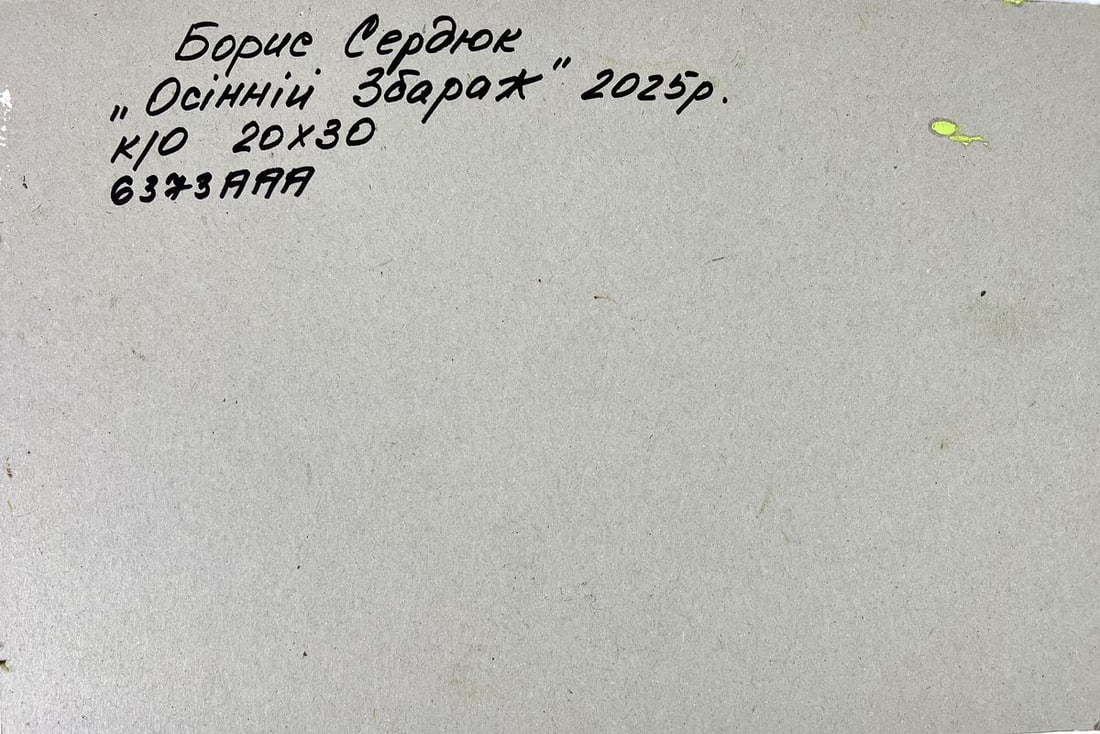 Борис Сердюк
„Осінній Збараж" 2025р.
к/о 20х30
6373ААА